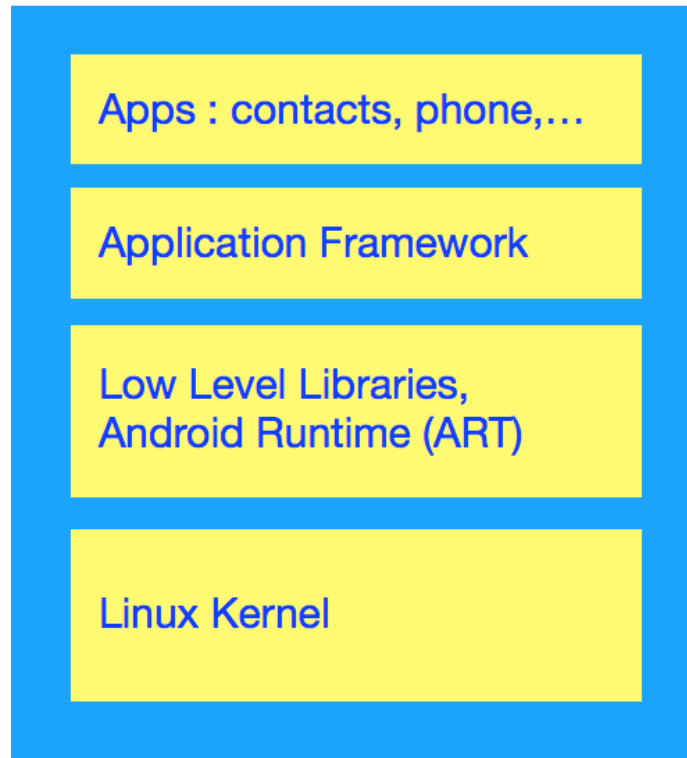 Apps : contacts, phone,...
Application Framework
Low Level Libraries,
Android Runtime (ART)
Linux Kernel